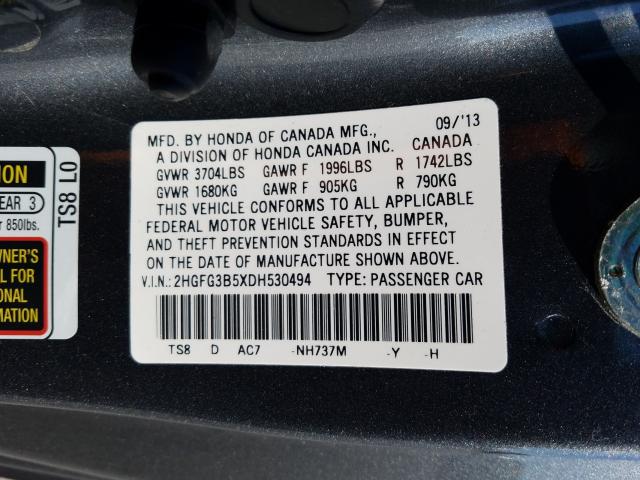 ION
EAR 3
r 850lbs.
WNER'S
L FOR
ONAL
RMATION
TS8 L0
09/'13
MFD. BY HONDA OF CANADA MFG.,
A DIVISION OF HONDA CANADA INC. CANADA
GVWR 3704LBS GAWR F 1996LBS R 1742LBS
GVWR 1680KG GAWR F 905KG R 790KG
THIS VEHICLE CONFORMS TO ALL APPLICABLE
FEDERAL MOTOR VEHICLE SAFETY, BUMPER,
AND THEFT PREVENTION STANDARDS IN EFFECT
ON THE DATE OF MANUFACTURE SHOWN ABOVE.
V.I.N.: 2HGFG3B5XDH530494 TYPE: PASSENGER CAR
TS8 D AC7 -NH737M -Y -H